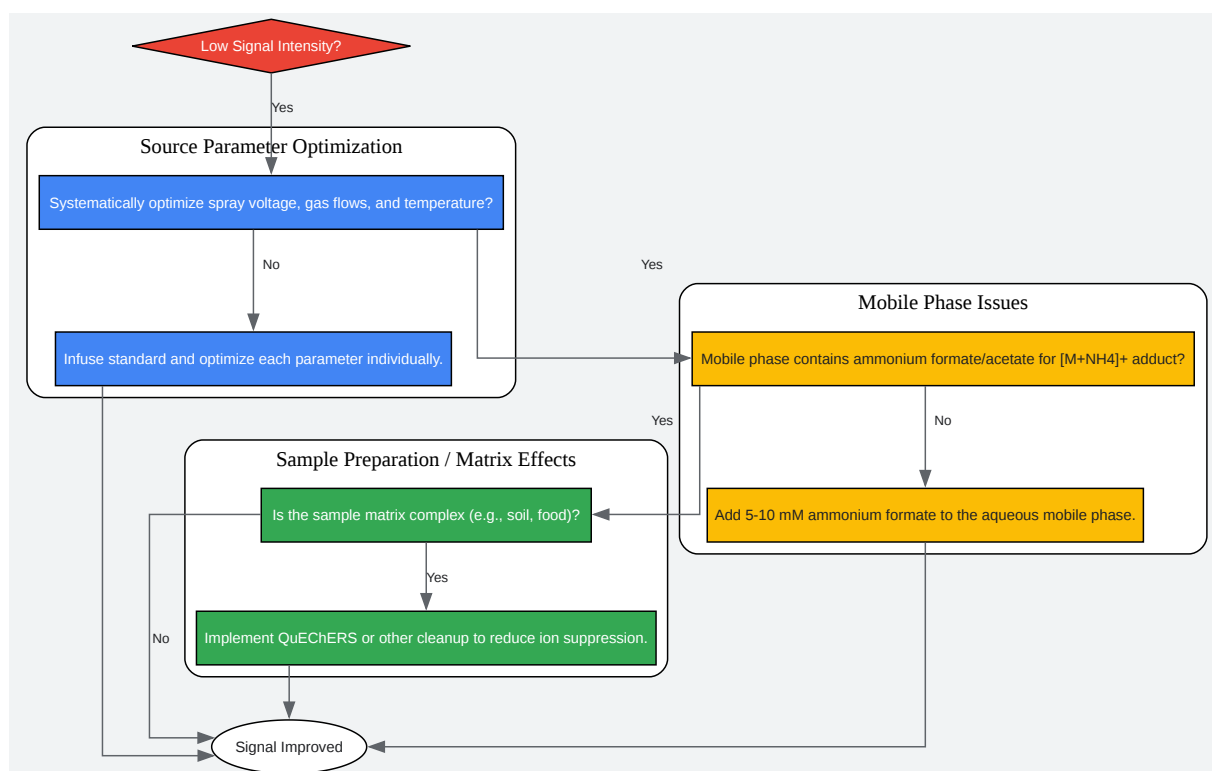 Low Signal Intensity?
Yes
Source Parameter Optimization
Systematically optimize spray voltage, gas flows, and temperature?
No
Yes
Infuse standard and optimize each parameter individually.
Mobile Phase Issues
Mobile phase contains ammonium formate/acetate for [M+NH4]+ adduct?
Yes
No
Add 5-10 mM ammonium formate to the aqueous mobile phase.
Sample Preparation / Matrix Effects
Is the sample matrix complex (e.g., soil, food)?
Yes
No
Implement QuEChERS or other cleanup to reduce ion suppression.
Signal Improved